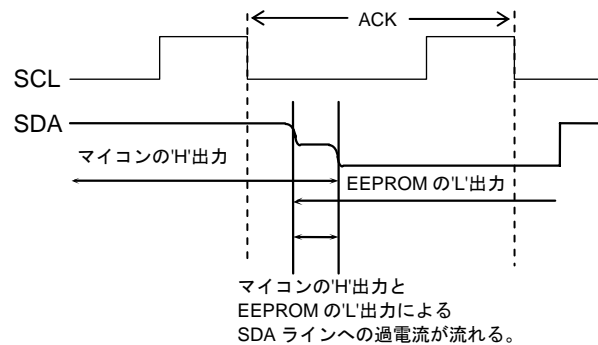 ACK
SCL
SDA
マイコンの'H'出力
EEPROM の'L'出力
マイコンの'H'出力と
EEPROM の'L'出力による
SDA ラインへの過電流が流れる。